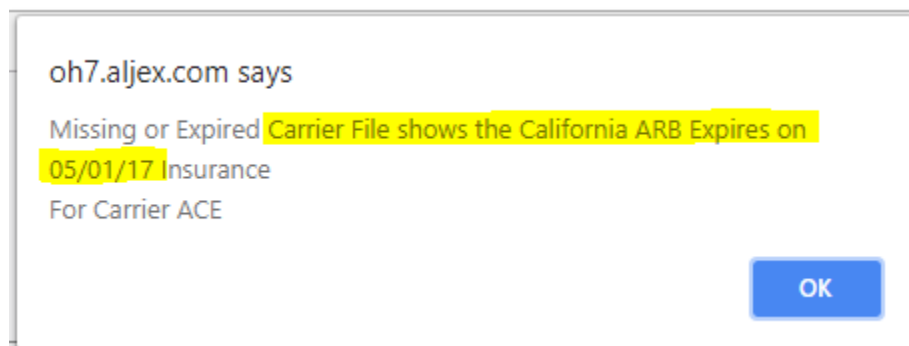 oh7.aljex.com says
Missing or Expired Carrier File shows the California ARB Expires on
05/01/17 Insurance
For Carrier ACE
OK